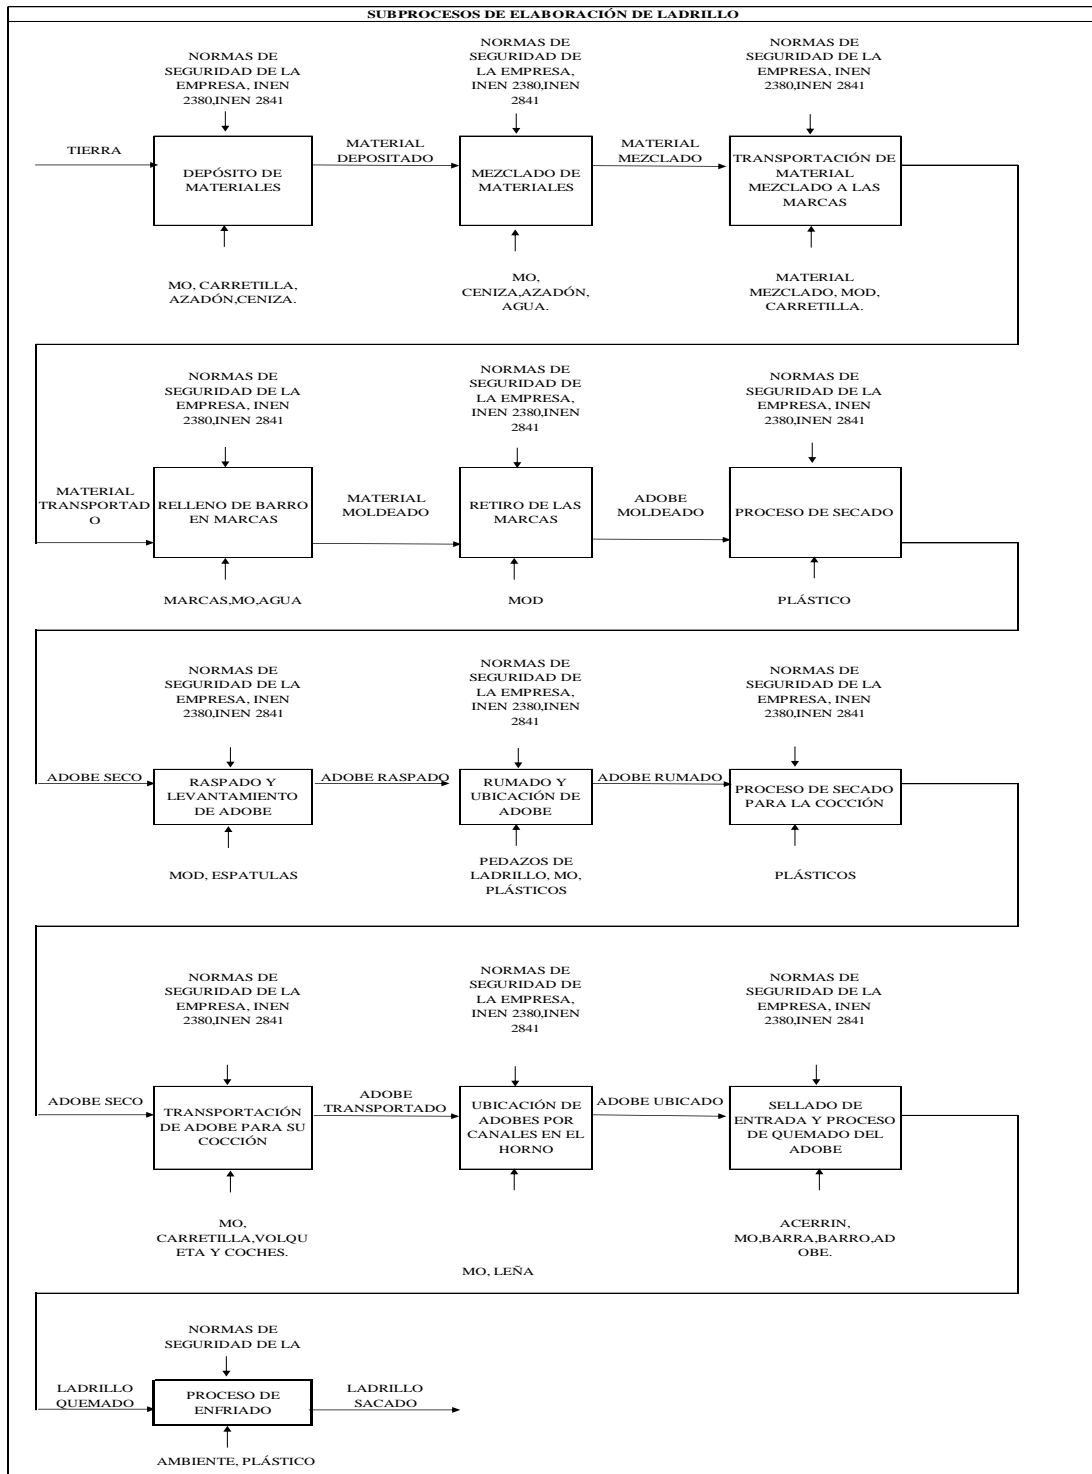 SUBPROCESOS DE ELABORACIÓN DE LADRILLO
NORMAS DE
SEGURIDAD DE LA
EMPRESA, INEN
2380,INEN 2841
NORMAS DE
SEGURIDAD DE
LA EMPRESA,
INEN 2380,INEN
2841
NORMAS DE
SEGURIDAD DE LA
EMPRESA, INEN
2380,INEN 2841
TIERRA
DEPÓSITO DE
MATERIALES
MATERIAL
DEPOSITADO
MEZCLADO DE
MATERIALES
MATERIAL
MEZCLADO
TRANSPORTACIÓN DE
MATERIAL
MEZCLADO A LAS
MARCAS
MO, CARRETILLA,
AZADÓN,CENIZA.
MO,
CENIZA,AZADÓN,
AGUA.
MATERIAL
MEZCLADO, MOD,
CARRETILLA.
NORMAS DE
SEGURIDAD DE LA
EMPRESA, INEN
2380,INEN 2841
NORMAS DE
SEGURIDAD DE
LA EMPRESA,
INEN 2380,INEN
2841
NORMAS DE
SEGURIDAD DE LA
EMPRESA, INEN
2380,INEN 2841
MATERIAL
TRANSPORTAD
O
RELLENO DE BARRO
EN MARCAS
MATERIAL
MOLDEADO
RETIRO DE LAS
MARCAS
ADOBE
MOLDEADO
PROCESO DE SECADO
MARCAS,MO,AGUA
MOD
PLÁSTICO
NORMAS DE
SEGURIDAD DE LA
EMPRESA, INEN
2380,INEN 2841
NORMAS DE
SEGURIDAD DE
LA EMPRESA,
INEN 2380,INEN
2841
NORMAS DE
SEGURIDAD DE LA
EMPRESA, INEN
2380,INEN 2841
ADOBE SECO
RASPADO Y
LEVANTAMIENTO
DE ADOBE
ADOBE RASPADO
RUMADO Y
UBICACIÓN DE
ADOBE
ADOBE RUMADO
PROCESO DE SECADO
PARA LA COCCIÓN
MOD, ESPATULAS
PEDAZOS DE
LADRILLO, MO,
PLÁSTICOS
PLÁSTICOS
NORMAS DE
SEGURIDAD DE LA
EMPRESA, INEN
2380,INEN 2841
NORMAS DE
SEGURIDAD DE
LA EMPRESA,
INEN 2380,INEN
2841
NORMAS DE
SEGURIDAD DE LA
EMPRESA, INEN
2380,INEN 2841
ADOBE SECO
TRANSPORTACIÓN
DE ADOBE PARA SU
COCCIÓN
ADOBE
TRANSPORTADO
UBICACIÓN DE
ADOBES POR
CANALES EN EL
HORNO
ADOBE UBICADO
SELLADO DE
ENTRADA Y PROCESO
DE QUEMADO DEL
ADOBE
MO,
CARRETILLA,VOLQU
ETA Y COCHES.
MO, LEÑA
ACERRIN,
MO,BARRA,BARRO,AD
OBE.
NORMAS DE
SEGURIDAD DE LA
LADRILLO
QUEMADO
PROCESO DE
ENFRIADO
LADRILLO
SACADO
AMBIENTE, PLÁSTICO